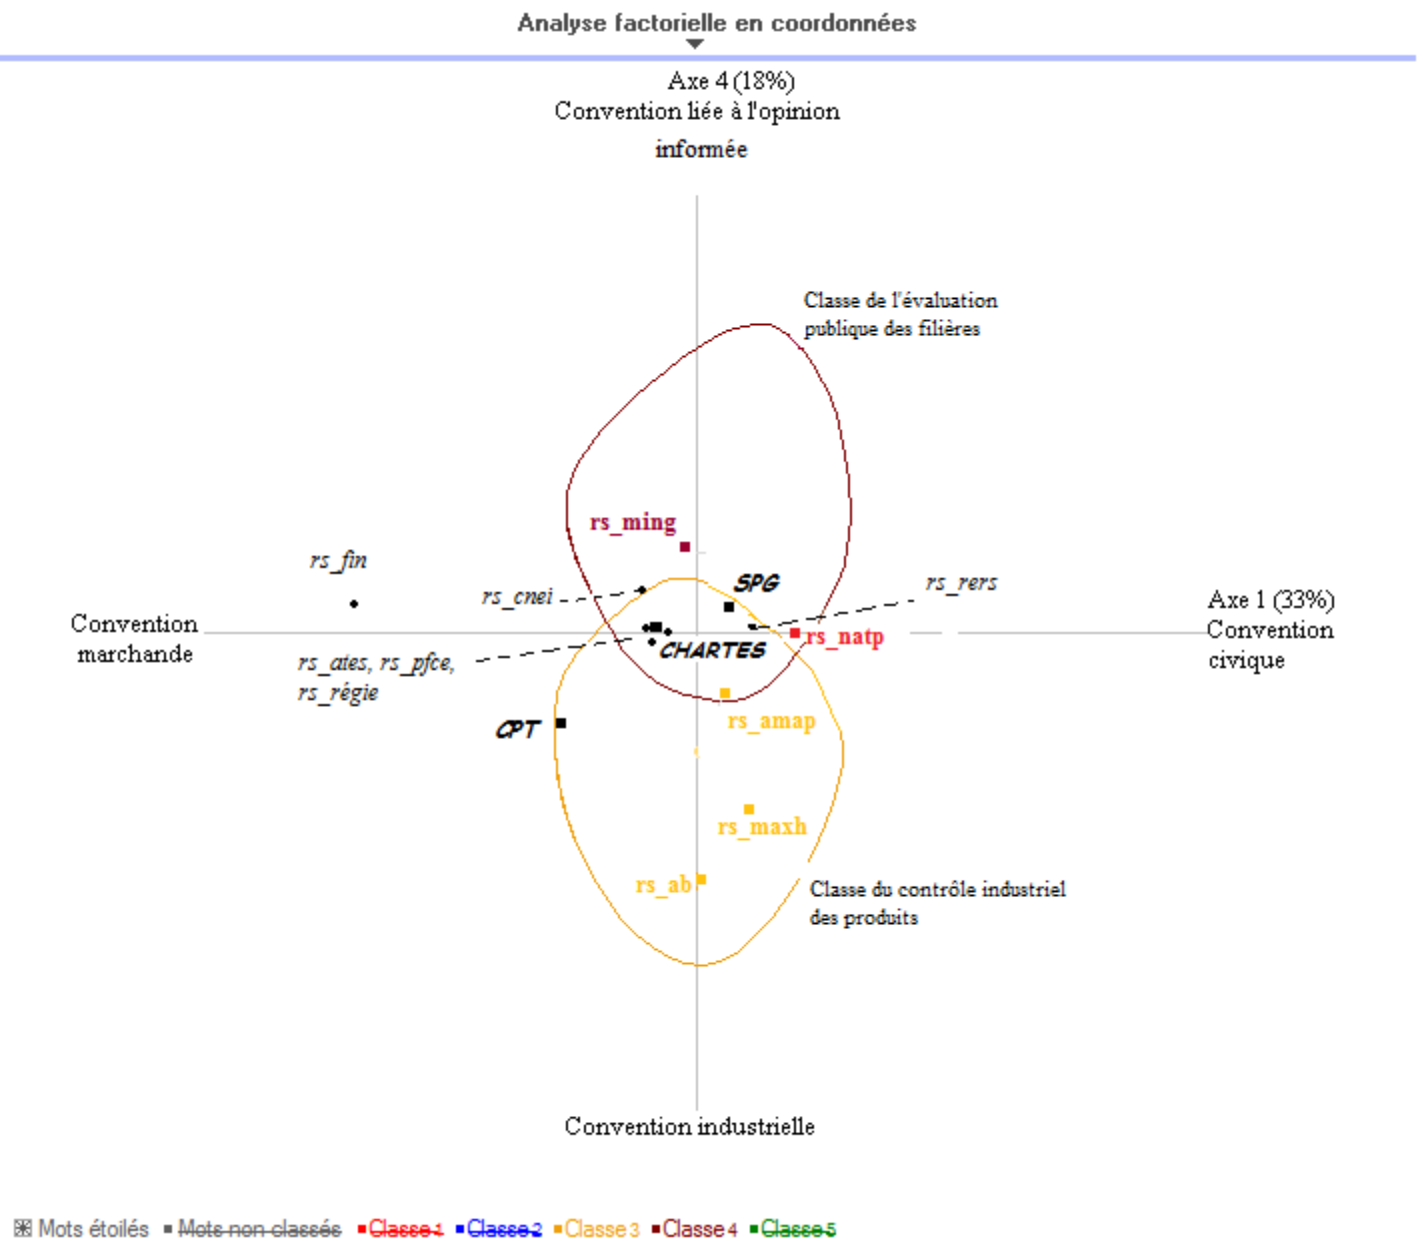 Analyse factorielle en coordonnées
Axe 4 (18%)
Convention liée à l'opinion
informée
Classe de l'évaluation
publique des filières
rs_ming
rs_fin
SPG
rs_rers
rs_cnei
Axe 1 (33%)
Convention
civique
Convention
marchande
rs_natp
CHARTES
rs_ates, rs_pfce,
rs_régie
rs_amap
CPT
rs_maxh
rs_ab
Classe du contrôle industriel
des produits
Convention industrielle
Mots étoilés Mots non classés Classe 1 Classe 2 Classe 3 Classe 4 Classe 5